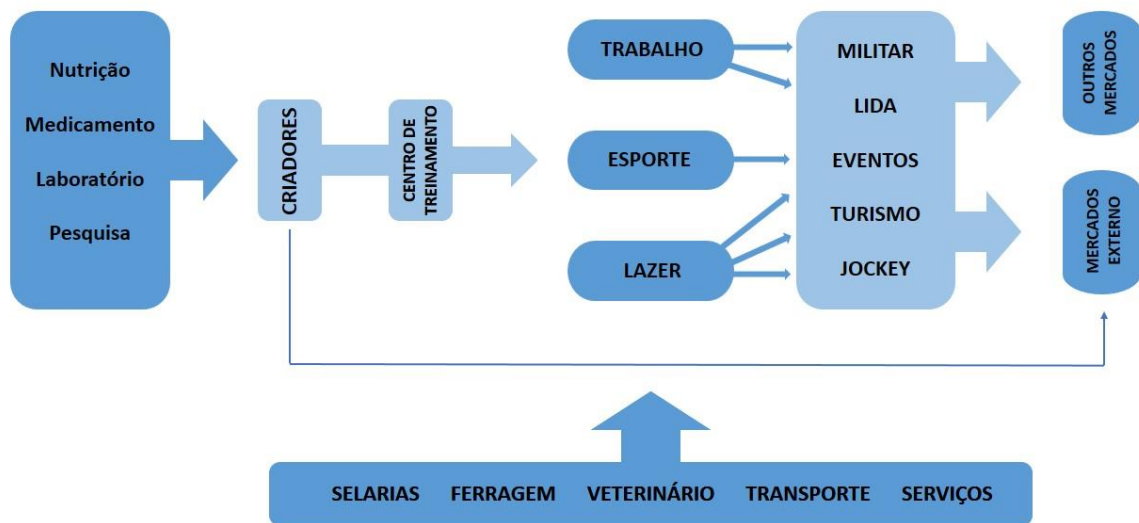 Nutrição
Medicamento
Laboratório
Pesquisa
CRIADORES
CENTRO DE
TREINAMENTO
TRABALHO
ESPORTE
LAZER
MILITAR
LIDA
EVENTOS
TURISMO
JOCKEY
OUTROS
MERCADOS
MERCADOS
EXTERNO
SELARIAS FERRAGEM VETERINÁRIO TRANSPORTE SERVIÇOS